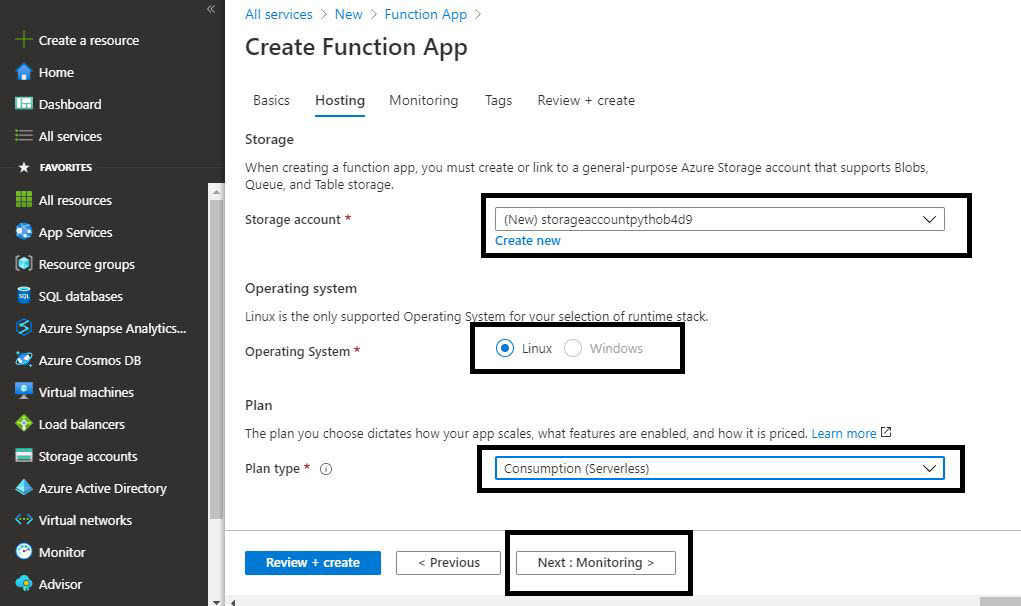 «
Create a resource
Home
Dashboard
All services
FAVORITES
All resources
App Services
Resource groups
SQL databases
Azure Synapse Analytics...
Azure Cosmos DB
Virtual machines
Load balancers
Storage accounts
Azure Active Directory
Virtual networks
Monitor
Advisor
All services > New > Function App >
Create Function App
Basics Hosting Monitoring Tags Review + create
Storage
When creating a function app, you must create or link to a general-purpose Azure Storage account that supports Blobs,
Queue, and Table storage.
Storage account * (New) storageaccountpythob4d9
Create new
Operating system
Linux is the only supported Operating System for your selection of runtime stack.
Operating System * Linux Windows
Plan
The plan you choose dictates how your app scales, what features are enabled, and how it is priced. Learn more
Plan type * Consumption (Serverless)
Review + create < Previous Next : Monitoring >